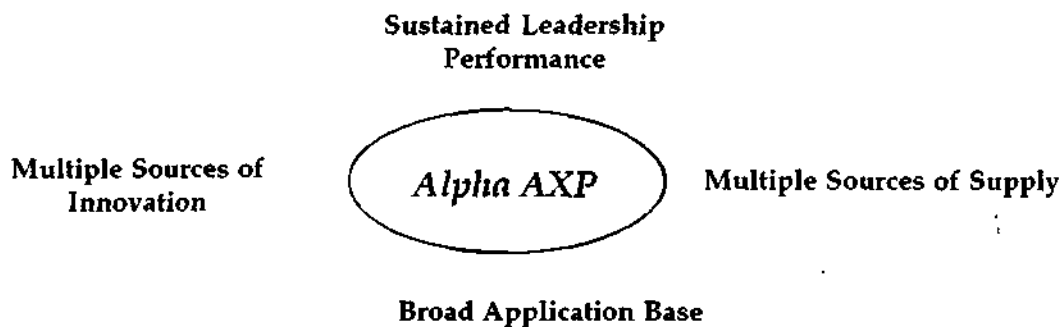 Sustained Leadership
Performance
Multiple Sources of
Innovation
Alpha AXP
Multiple Sources of Supply
Broad Application Base